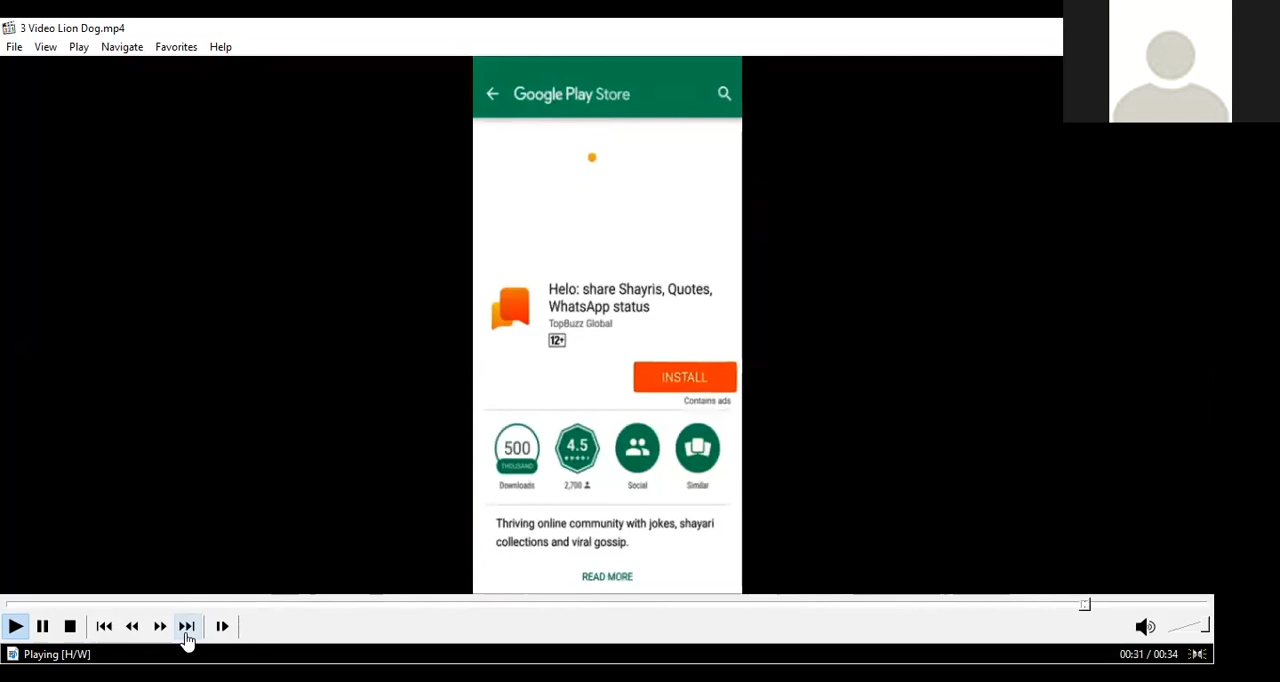 3 Video Lion Dog.mp4
File View Play Navigate Favorites Help
Google Play Store
Helo: share Shayris, Quotes,
WhatsApp status
TopBuzz Global
12+
INSTALL
Contains ads
500 4.5
THOUSAND
Downloads 2,700 Social Similar
Thriving online community with jokes, shayari
collections and viral gossip.
READ MORE
Playing [H/W] 00:31 / 00:34